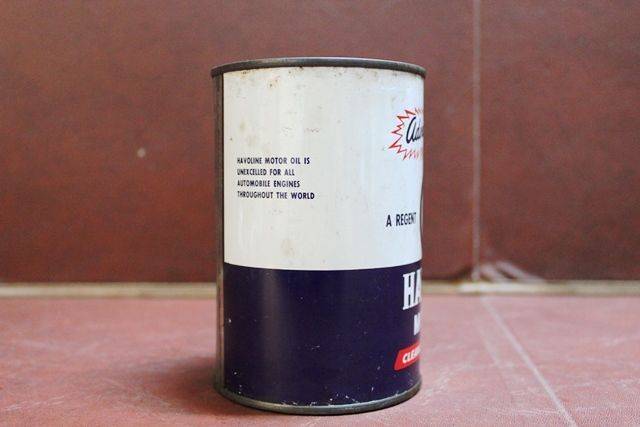 HAVOLINE MOTOR OIL IS
UNEXCELLED FOR ALL
AUTOMOBILE ENGINES
THROUGHOUT THE WORLD
A REGENT